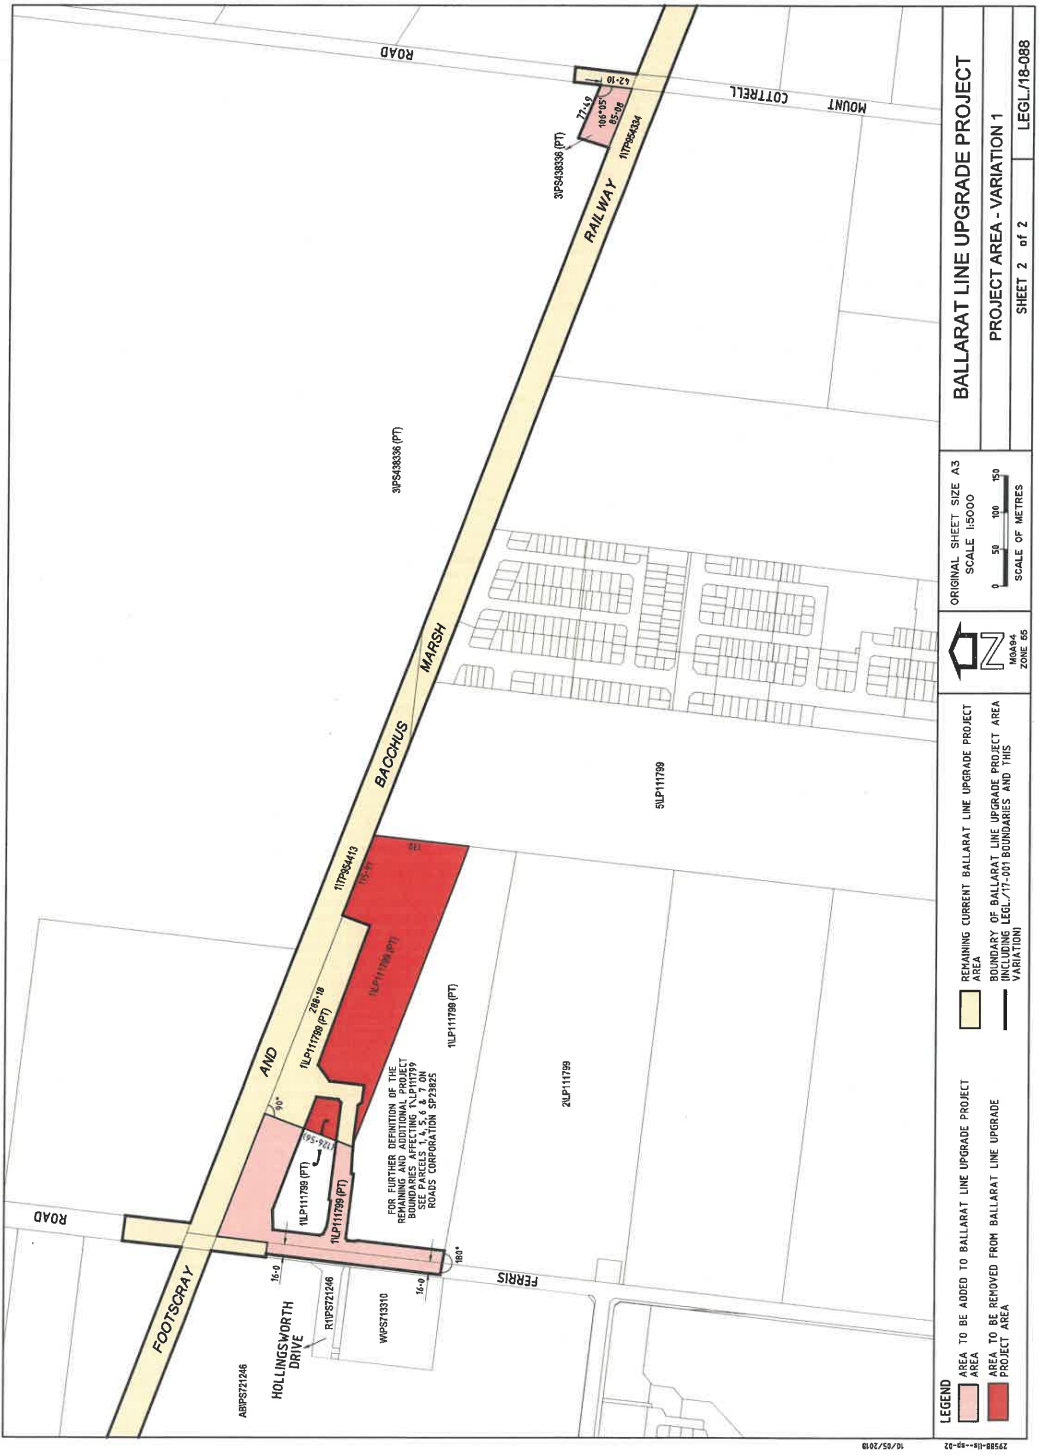 ROAD
MOUNT
COTTRELL
3\PS438336 (PT)
77·49
106°05'
85·08
42·10
1\TP954334
RAILWAY
3\PS438336 (PT)
MARSH
BACCHUS
5\LP111799
1\TP954413
115·97
1\LP111799 (PT)
288·18
1\LP111799 (PT)
AND
90°
(126·56)
1\LP111799 (PT)
1\LP111799 (PT)
1\LP111799 (PT)
FOR FURTHER DEFINITION OF THE
REMAINING AND ADDITIONAL PROJECT
BOUNDARIES AFFECTING 1\LP111799
SEE PARCELS 1, 4, 5, 6 & 7 ON
ROADS CORPORATION SP23825
2\LP111799
ROAD
FOOTSCRAY
16·0
16·0
180°
FERRIS
HOLLINGSWORTH
DRIVE
R1\PS721246
W\PS713310
AB\PS721246
LEGEND
AREA TO BE ADDED TO BALLARAT LINE UPGRADE PROJECT
AREA
AREA TO BE REMOVED FROM BALLARAT LINE UPGRADE
PROJECT AREA
REMAINING CURRENT BALLARAT LINE UPGRADE PROJECT
AREA
BOUNDARY OF BALLARAT LINE UPGRADE PROJECT AREA
(INCLUDING LEGL./17-001 BOUNDARIES AND THIS
VARIATION)
N
MGA94
ZONE 55
ORIGINAL SHEET SIZE A3
SCALE 1:5000
0 50 100 150
SCALE OF METRES
BALLARAT LINE UPGRADE PROJECT
PROJECT AREA - VARIATION 1
SHEET 2 of 2
LEGL./18-088
10/05/2018